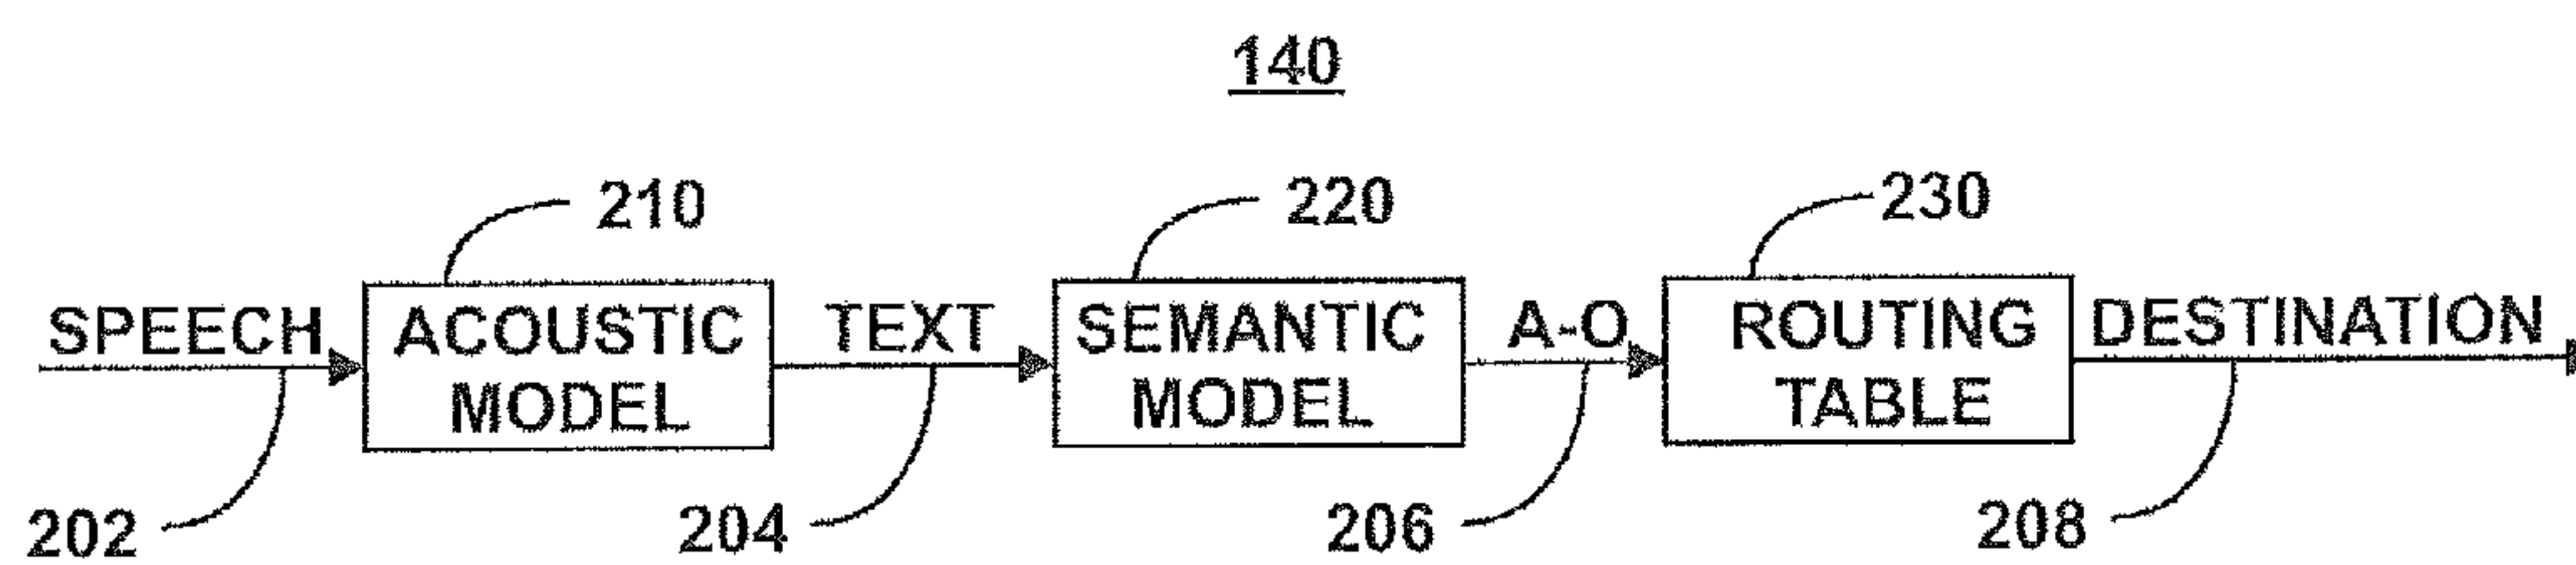 140
210
220
230
SPEECH
ACOUSTIC
MODEL
TEXT
SEMANTIC
MODEL
A-O
ROUTING
TABLE
DESTINATION
202
204
206
208